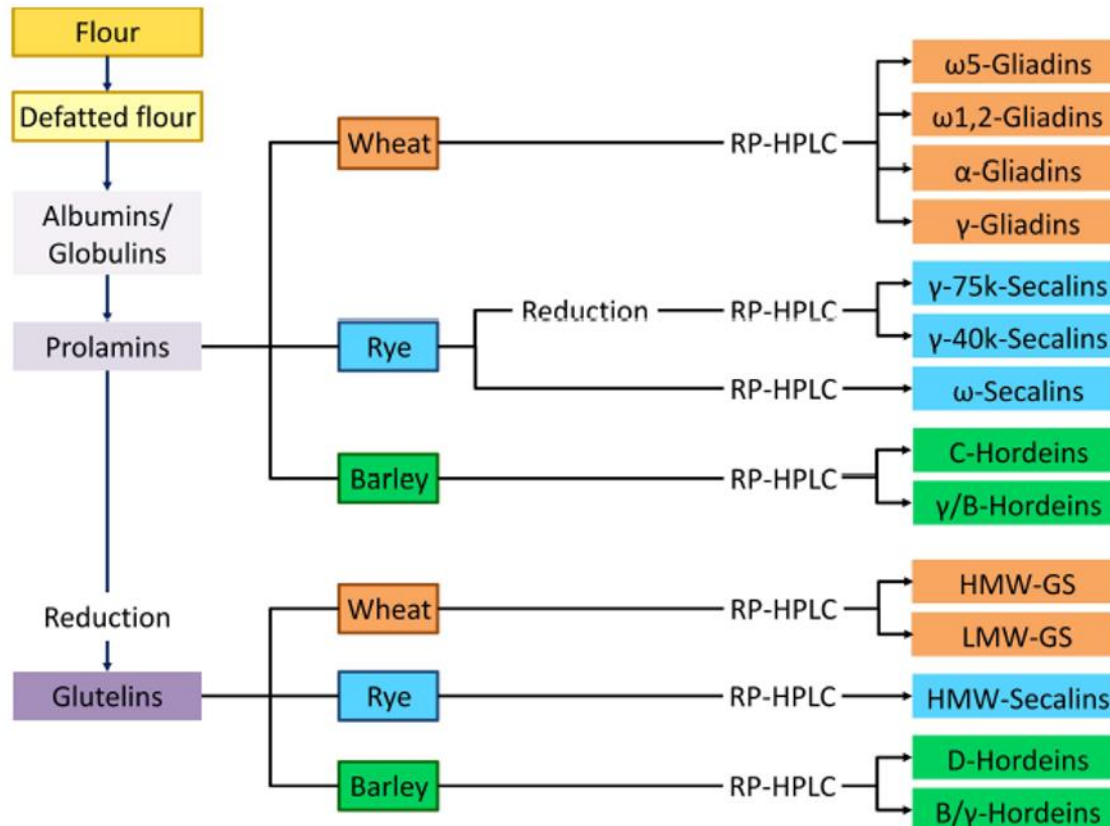 Flour
Defatted flour
Albumins/
Globulins
Prolamins
Reduction
Glutelins
Wheat
RP-HPLC
ω5-Gliadins
ω1,2-Gliadins
α-Gliadins
γ-Gliadins
Rye
Reduction
RP-HPLC
γ-75k-Secalins
γ-40k-Secalins
RP-HPLC
ω-Secalins
Barley
RP-HPLC
C-Hordeins
γ/B-Hordeins
Wheat
RP-HPLC
HMW-GS
LMW-GS
Rye
RP-HPLC
HMW-Secalins
Barley
RP-HPLC
D-Hordeins
B/γ-Hordeins